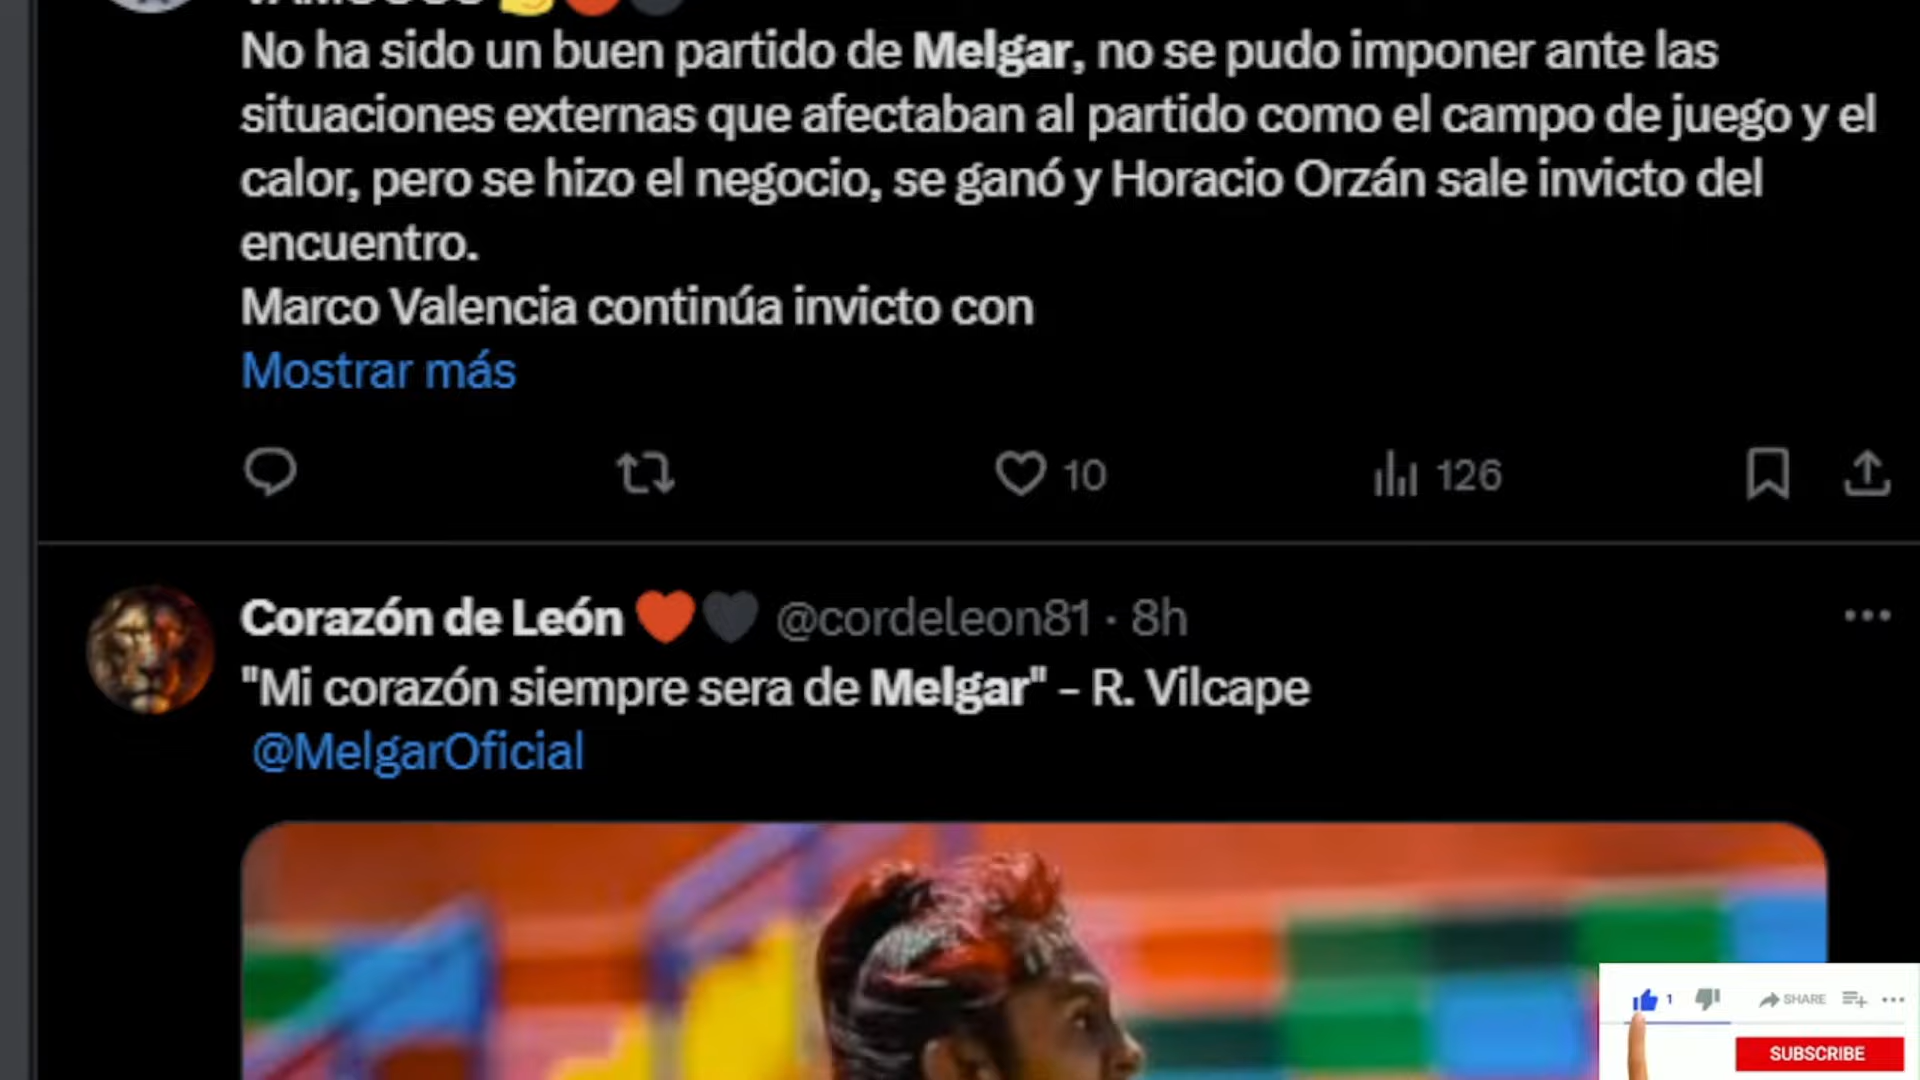 VAMOOOS
No ha sido un buen partido de Melgar, no se pudo imponer ante las
situaciones externas que afectaban al partido como el campo de juego y el
calor, pero se hizo el negocio, se ganó y Horacio Orzán sale invicto del
encuentro.
Marco Valencia continúa invicto con
Mostrar más
10
126
Corazón de León @cordeleon81 · 8h
"Mi corazón siempre sera de Melgar" - R. Vilcape
@MelgarOficial
1
SHARE
SUBSCRIBE